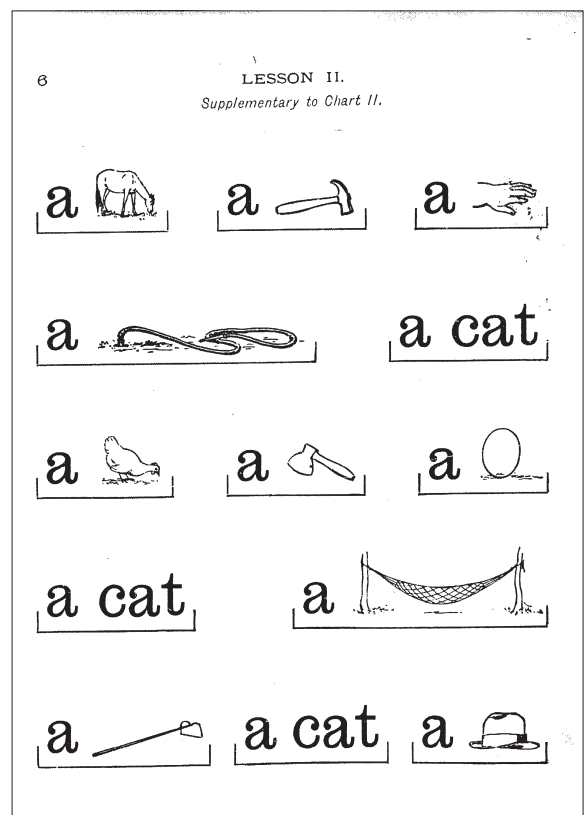 6
LESSON II.
Supplementary to Chart II.
a a a
a a cat
a a a
a cat a
a a cat a